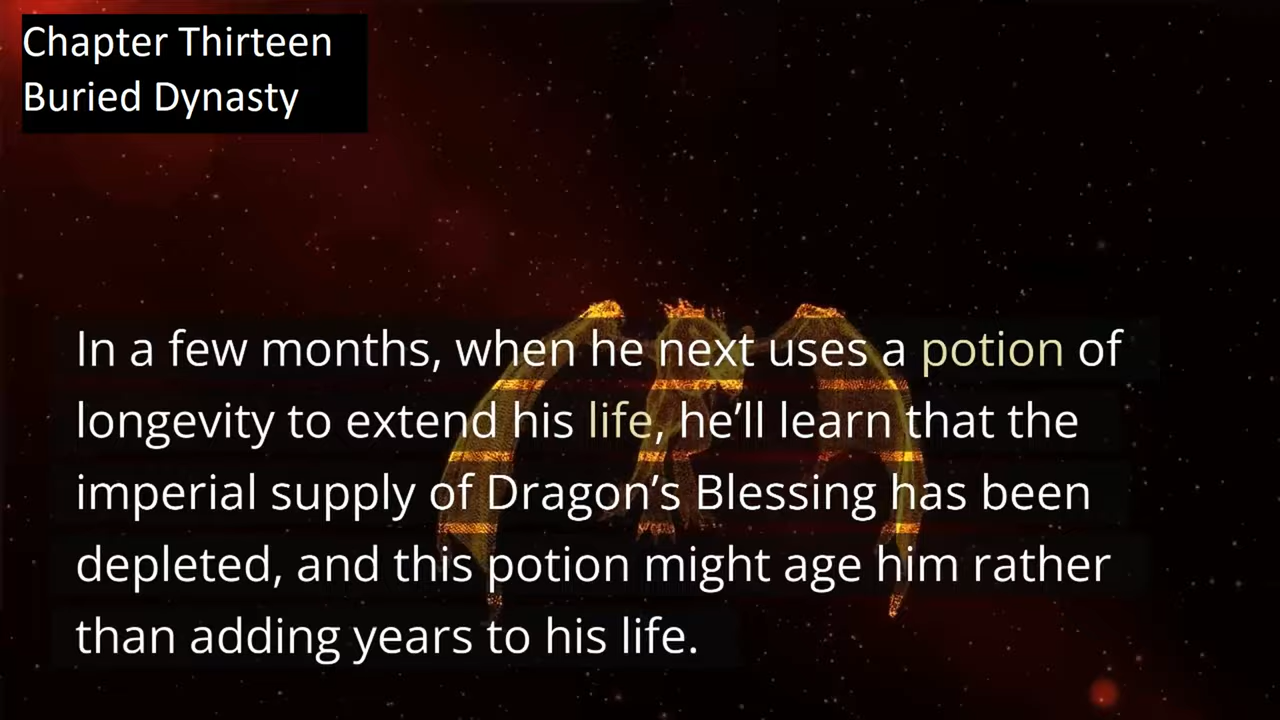 Chapter Thirteen
Buried Dynasty
In a few months, when he next uses a potion of
longevity to extend his life, he’ll learn that the
imperial supply of Dragon’s Blessing has been
depleted, and this potion might age him rather
than adding years to his life.